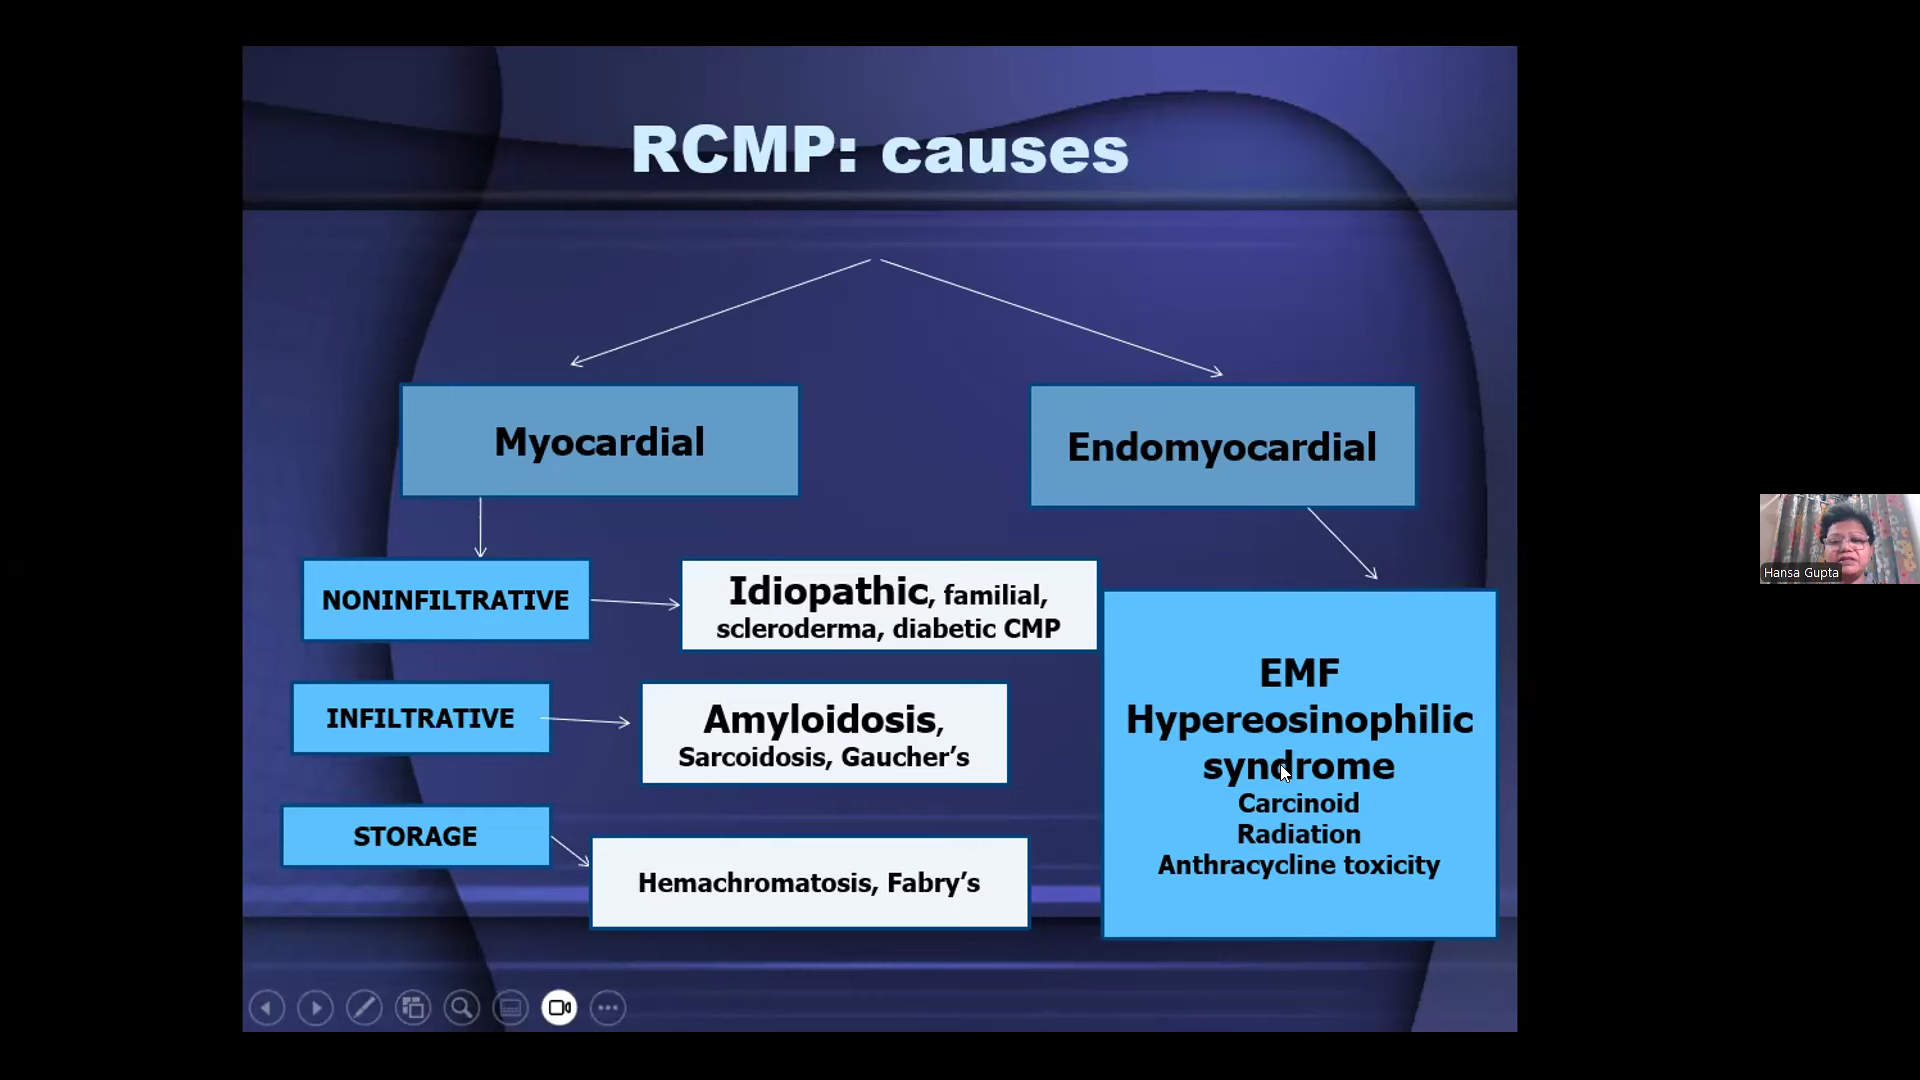 RCMP: causes
Myocardial
Endomyocardial
NONINFILTRATIVE
Idiopathic, familial,
scleroderma, diabetic CMP
INFILTRATIVE
Amyloidosis,
Sarcoidosis, Gaucher’s
STORAGE
Hemachromatosis, Fabry’s
EMF
Hypereosinophilic
syndrome
Carcinoid
Radiation
Anthracycline toxicity
Hansa Gupta